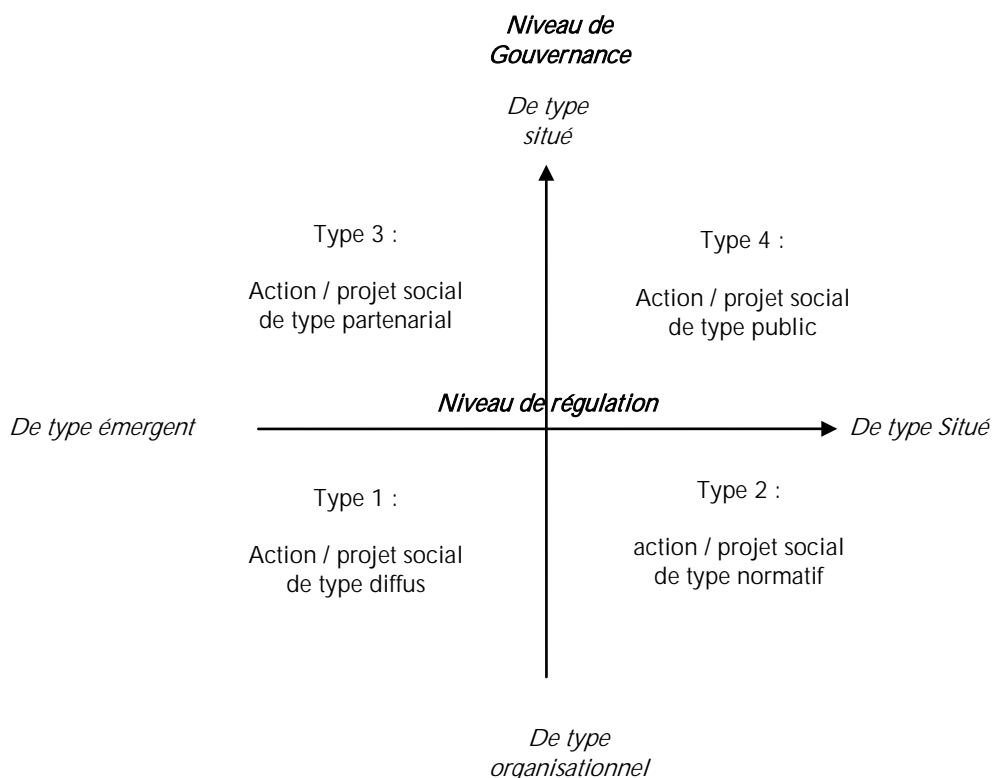 Niveau de
Gouvernance
De type
situé
Type 3 :
Action / projet social
de type partenarial
Type 4 :
Action / projet social
de type public
Niveau de régulation
De type émergent
De type Situé
Type 1 :
Action / projet social
de type diffus
Type 2 :
action / projet social
de type normatif
De type
organisationnel